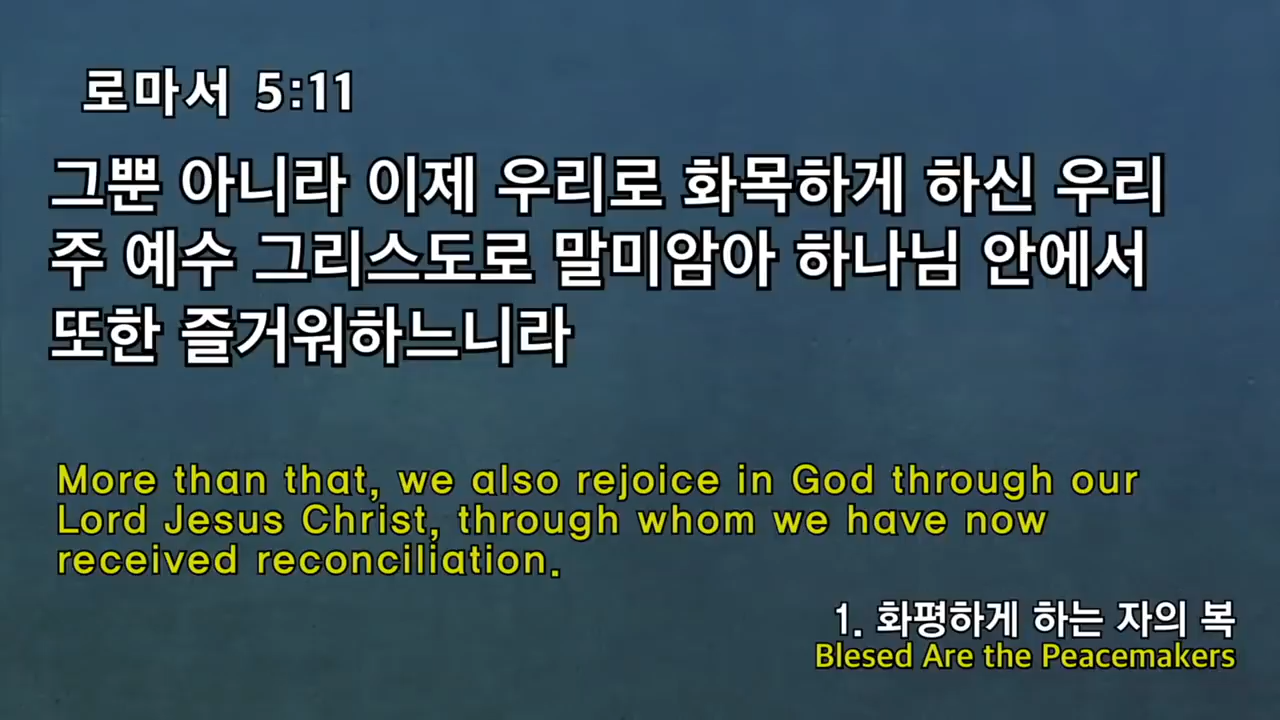 로마서 5:11
그뿐 아니라 이제 우리로 화목하게 하신 우리
주 예수 그리스도로 말미암아 하나님 안에서
또한 즐거워하느니라
More than that, we also rejoice in God through our
Lord Jesus Christ, through whom we have now
received reconciliation.
1. 화평하게 하는 자의 복
Blesed Are the Peacemakers